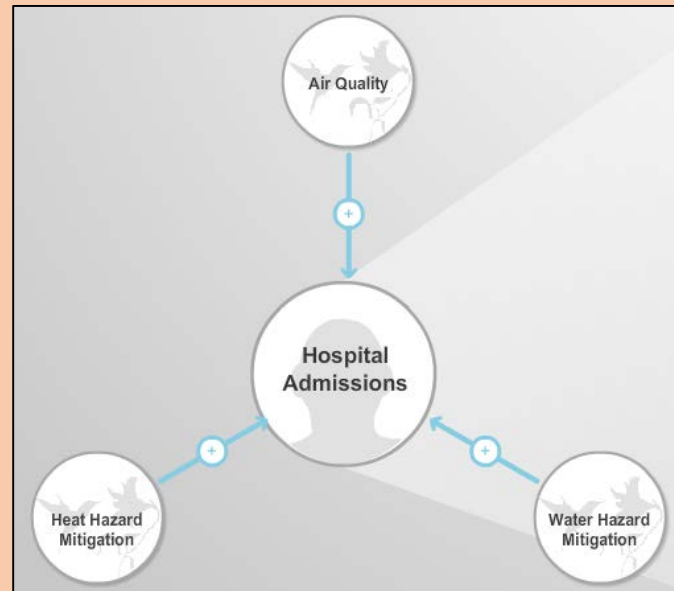 Air Quality
+
Hospital
Admissions
+
+
Heat Hazard
Mitigation
Water Hazard
Mitigation